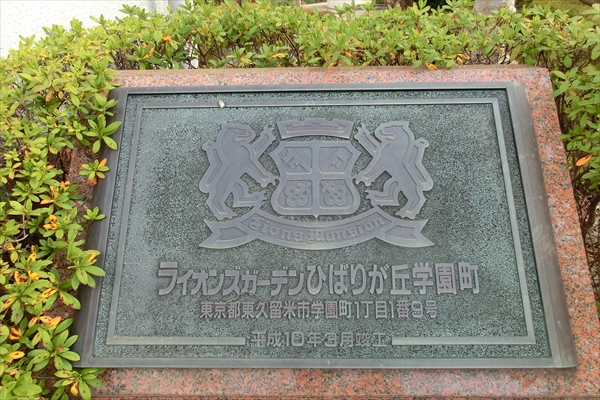 Lions Mansion
ライオンズガーデンひばりが丘学園町
東京都東久留米市学園町1丁目1番9号
平成10年3月竣工